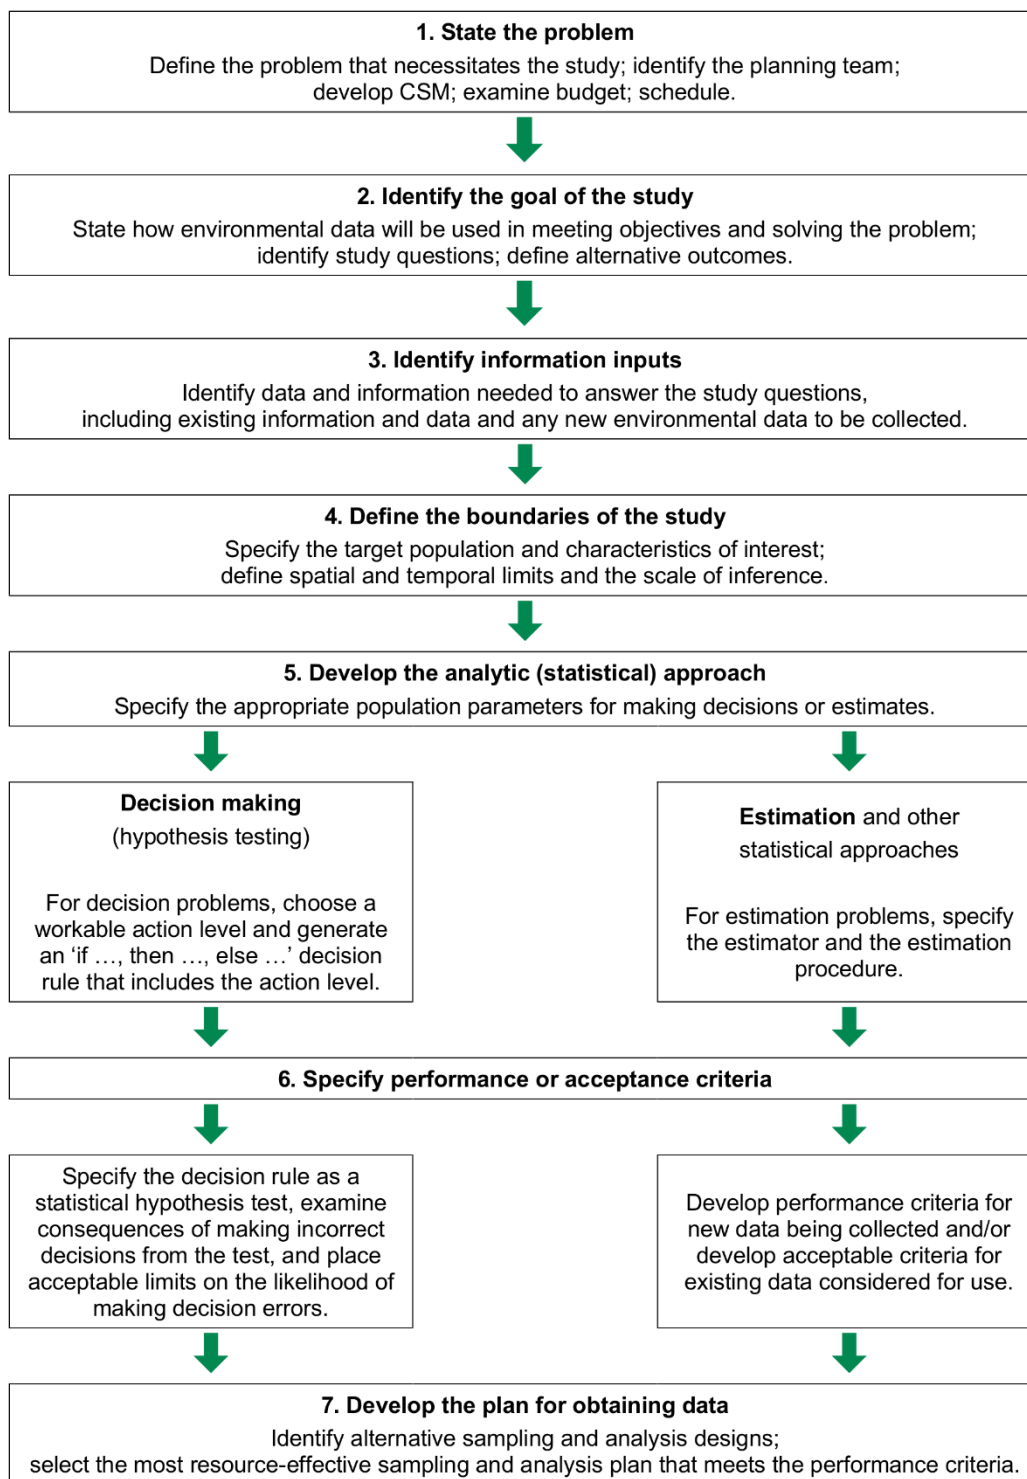 1. State the problem
Define the problem that necessitates the study; identify the planning team;
develop CSM; examine budget; schedule.
2. Identify the goal of the study
State how environmental data will be used in meeting objectives and solving the problem;
identify study questions; define alternative outcomes.
3. Identify information inputs
Identify data and information needed to answer the study questions,
including existing information and data and any new environmental data to be collected.
4. Define the boundaries of the study
Specify the target population and characteristics of interest;
define spatial and temporal limits and the scale of inference.
5. Develop the analytic (statistical) approach
Specify the appropriate population parameters for making decisions or estimates.
Decision making
(hypothesis testing)
For decision problems, choose a
workable action level and generate
an ‘if …, then …, else …’ decision
rule that includes the action level.
Estimation and other
statistical approaches
For estimation problems, specify
the estimator and the estimation
procedure.
6. Specify performance or acceptance criteria
Specify the decision rule as a
statistical hypothesis test, examine
consequences of making incorrect
decisions from the test, and place
acceptable limits on the likelihood of
making decision errors.
Develop performance criteria for
new data being collected and/or
develop acceptable criteria for
existing data considered for use.
7. Develop the plan for obtaining data
Identify alternative sampling and analysis designs;
select the most resource-effective sampling and analysis plan that meets the performance criteria.